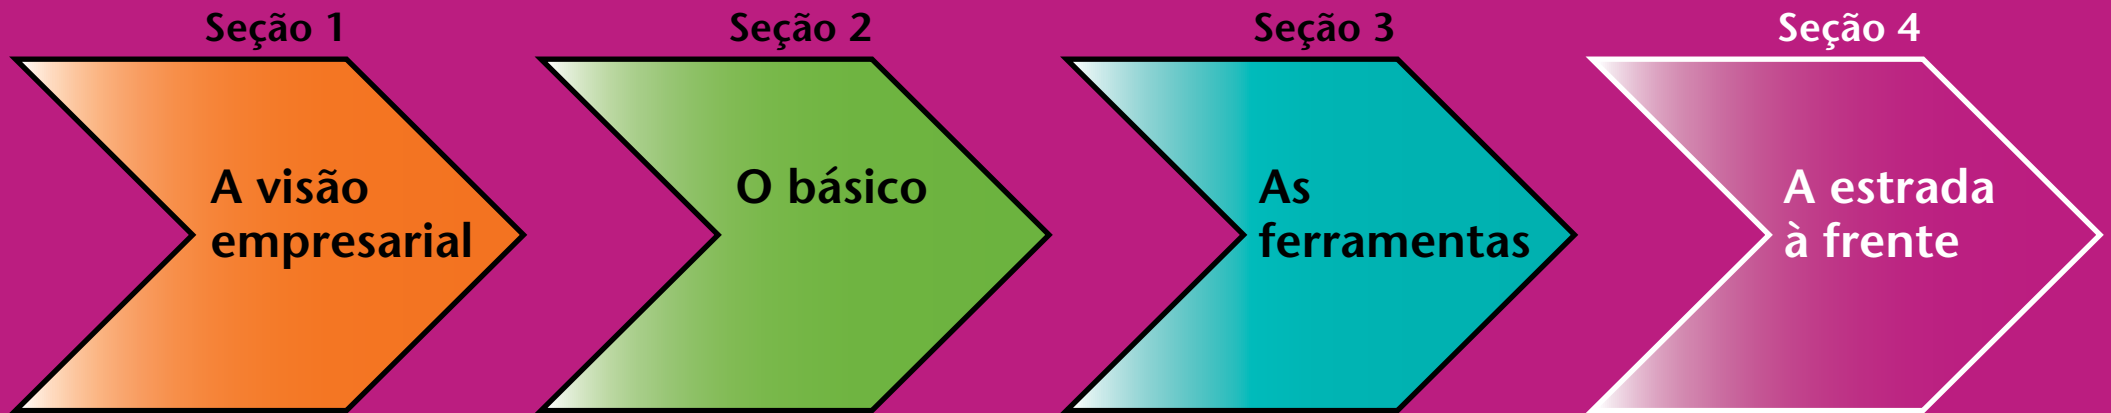 Seção 1
A visão
empresarial
Seção 2
O básico
Seção 3
As
ferramentas
Seção 4
A estrada
à frente